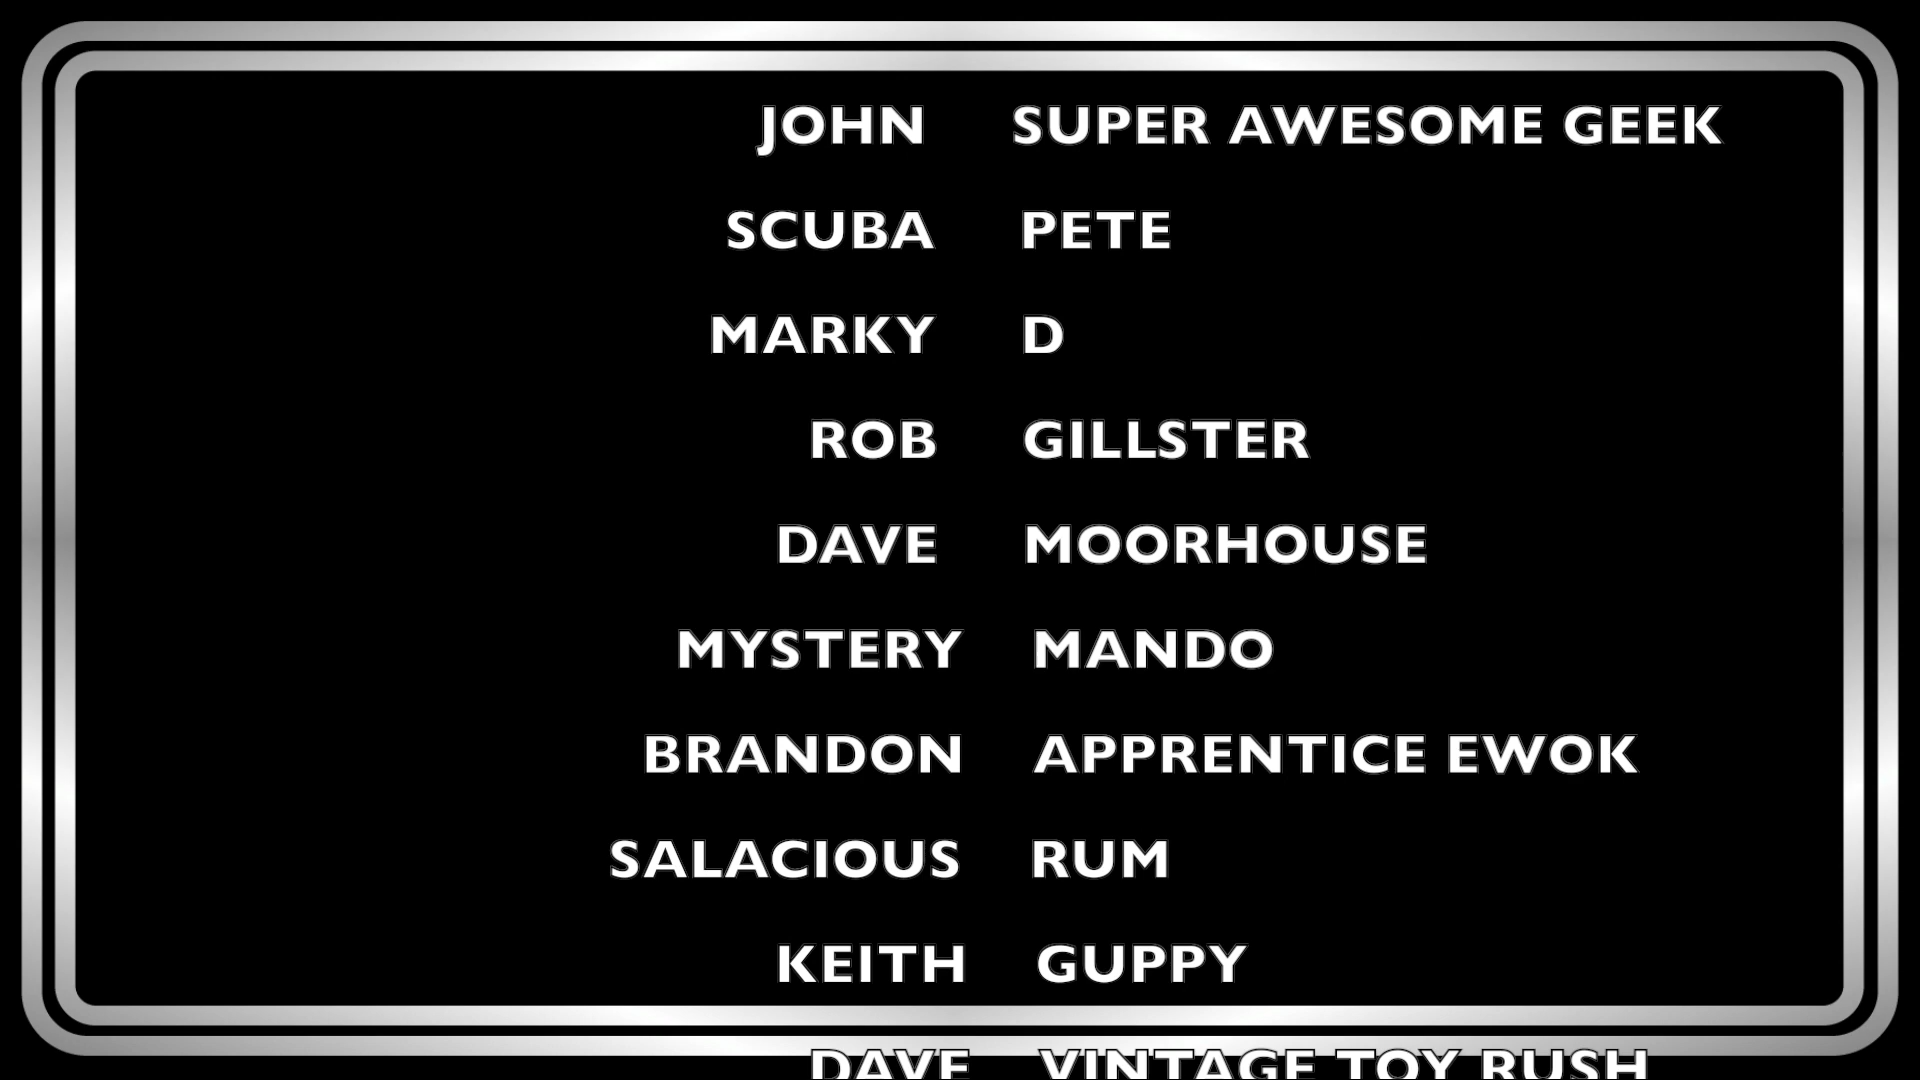 JOHN SUPER AWESOME GEEK
SCUBA PETE
MARKY D
ROB GILLSTER
DAVE MOORHOUSE
MYSTERY MANDO
BRANDON APPRENTICE EWOK
SALACIOUS RUM
KEITH GUPPY
DAVE VINTAGE TOY RUSH